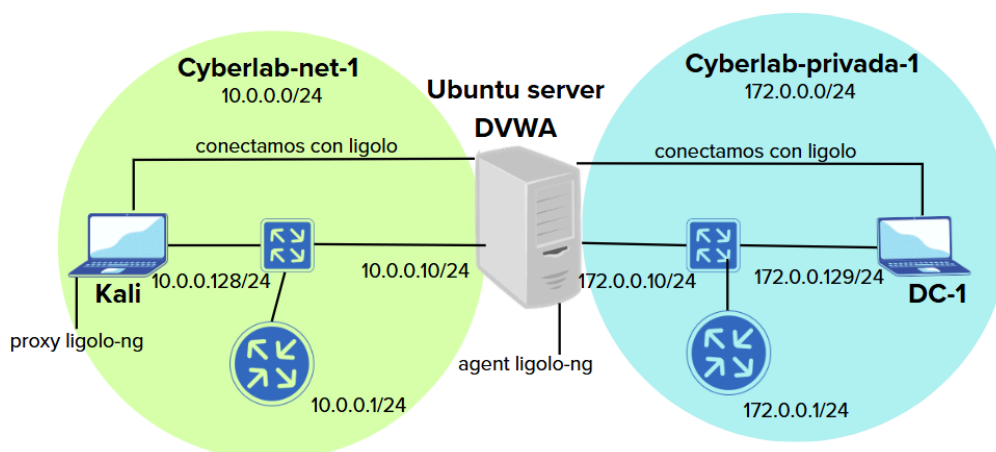 Cyberlab-net-1
10.0.0.0/24
Cyberlab-privada-1
172.0.0.0/24
Ubuntu server
DVWA
conectamos con ligolo
conectamos con ligolo
10.0.0.128/24
10.0.0.10/24
172.0.0.10/24
172.0.0.129/24
Kali
DC-1
proxy ligolo-ng
agent ligolo-ng
10.0.0.1/24
172.0.0.1/24